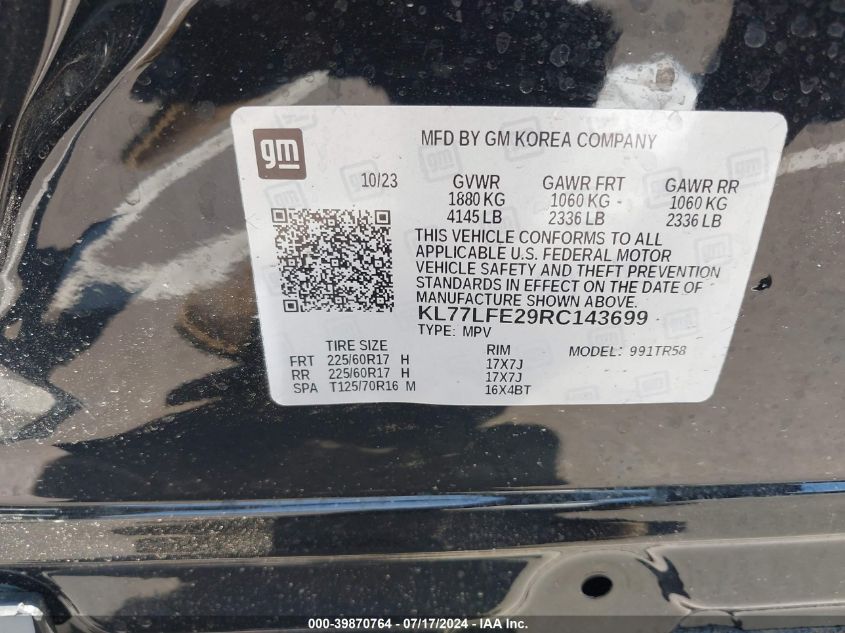 gm
MFD BY GM KOREA COMPANY
10/23 GVWR GAWR FRT GAWR RR
1880 KG 1060 KG 1060 KG
4145 LB 2336 LB 2336 LB
THIS VEHICLE CONFORMS TO ALL
APPLICABLE U.S. FEDERAL MOTOR
VEHICLE SAFETY AND THEFT PREVENTION
STANDARDS IN EFFECT ON THE DATE OF
MANUFACTURE SHOWN ABOVE.
KL77LFE29RC143699
TYPE: MPV
TIRE SIZE RIM MODEL: 991TR58
FRT 225/60R17 H 17X7J
RR 225/60R17 H 17X7J
SPA T125/70R16 M 16X4BT
000-39870764 - 07/17/2024 - IAA Inc.